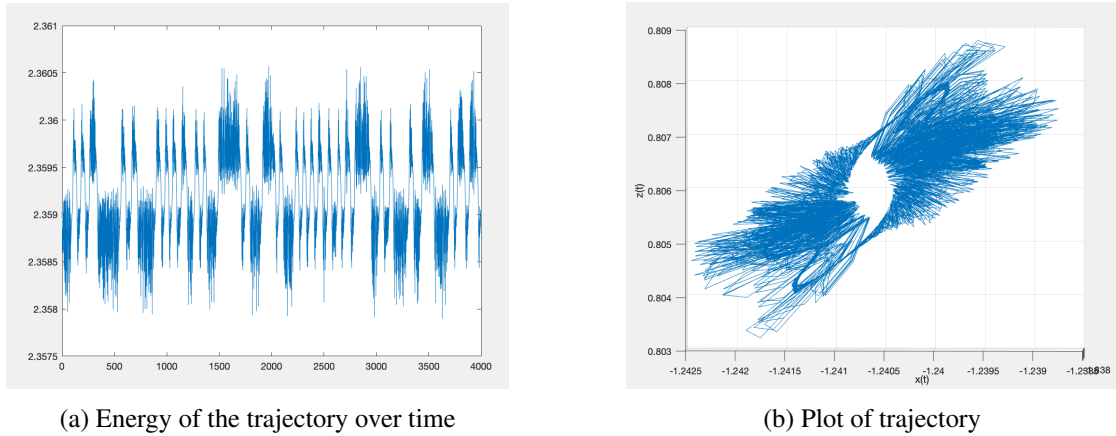 2.361
2.3605
2.36
2.3595
2.359
2.3585
2.358
2.3575
0 500 1000 1500 2000 2500 3000 3500 4000
(a) Energy of the trajectory over time
0.809
0.808
0.807
0.806
0.805
0.804
0.803
z(t)
-1.2425 -1.242 -1.2415 -1.241 -1.2405 -1.24 -1.2395 -1.239
x(t)
(b) Plot of trajectory